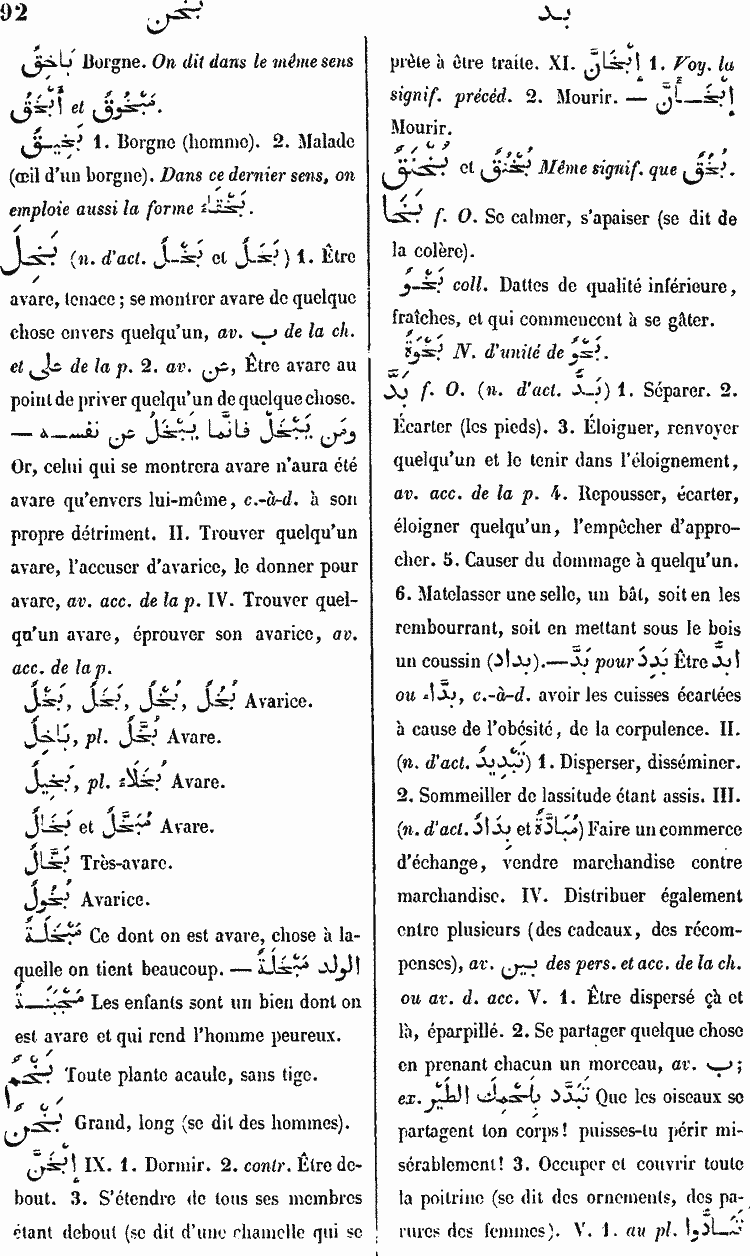 92 بَخْنٌ بد
بَاخِقٌ Borgne. On dit dans le même sens
أَبْخَقُ et مَبْخُوقٌ.
بَخِيقٌ 1. Borgne (homme). 2. Malade
(œil d'un borgne). Dans ce dernier sens, on
emploie aussi la forme بَخْقَاءُ.
بَخِلَ (n. d'act. بَخْلٌ et بَخَلٌ) 1. Être
avare, tenace ; se montrer avare de quelque
chose envers quelqu'un, av. ب de la ch.
et على de la p. 2. av. عن, Être avare au
point de priver quelqu'un de quelque chose.
— وَمَن يَبْخَلْ فَانَّمَا يَبْخَلُ عن نفسه
Or, celui qui se montrera avare n'aura été
avare qu'envers lui-même, c.-à-d. à son
propre détriment. II. Trouver quelqu'un
avare, l'accuser d'avarice, le donner pour
avare, av. acc. de la p. IV. Trouver quel-
qu'un avare, éprouver son avarice, av.
acc. de la p.
بَخْلٌ, بَخَلٌ, بُخْلٌ, بُخُلٌ Avarice.
بَاخِلٌ, pl. بُخَّلٌ Avare.
بَخِيلٌ, pl. بُخَلَاءُ Avare.
بَخَالٌ et مُبَخَّلٌ Avare.
بَخَّالٌ Très-avare.
بُخُولٌ Avarice.
مَبْخَلَةٌ Ce dont on est avare, chose à la-
quelle on tient beaucoup. — الولد مَبْخَلَةٌ
مَجْبَنَةٌ Les enfants sont un bien dont on
est avare et qui rend l'homme peureux.
Toute plante acaule, sans tige.
بَخْنٌ Grand, long (se dit des hommes).
إِبْخَنَّ IX. 1. Dormir. 2. contr. Être de-
bout. 3. S'étendre de tous ses membres
étant debout (se dit d'une chamelle qui se
prête à être traite. XI. إِبْخَانَّ 1. Voy. la
signif. précéd. 2. Mourir. — إِبْخَأَنَّ
Mourir.
بُخْنُقٌ et بُخْنَقٌ Même signif. que بُخْقٌ.
بَخَا f. O. Se calmer, s'apaiser (se dit de
la colère).
بَخْوٌ coll. Dattes de qualité inférieure,
fraîches, et qui commencent à se gâter.
بَخْوَةٌ N. d'unité de بَخْوٌ.
بَدَّ f. O. (n. d'act. بَدٌّ) 1. Séparer. 2.
Écarter (les pieds). 3. Éloigner, renvoyer
quelqu'un et le tenir dans l'éloignement,
av. acc. de la p. 4. Repousser, écarter,
éloigner quelqu'un, l'empêcher d'appro-
cher. 5. Causer du dommage à quelqu'un.
6. Matelasser une selle, un bât, soit en les
rembourrant, soit en mettant sous le bois
un coussin (بداد).— بَدَّ pour بَدِدَ Être ابدّ
ou بدّاء, c.-à-d. avoir les cuisses écartées
à cause de l'obésité, de la corpulence. II.
(n. d'act. تَبْدِيدٌ) 1. Disperser, disséminer.
2. Sommeiller de lassitude étant assis. III.
(n. d'act. بِدَادٌ et مُبَادَّةٌ) Faire un commerce
d'échange, vendre marchandise contre
marchandise. IV. Distribuer également
entre plusieurs (des cadeaux, des récom-
penses), av. بين des pers. et acc. de la ch.
ou av. d. acc. V. 1. Être dispersé çà et
là, éparpillé. 2. Se partager quelque chose
en prenant chacun un morceau, av. ب;
ex. تَبَدَّد بِلَحْمِكَ الطَّيْر Que les oiseaux se
partagent ton corps! puisses-tu périr mi-
sérablement! 3. Occuper et couvrir toute
la poitrine (se dit des ornements, des pa-
rures des femmes). V. 1. au pl. تَبَادُّوا